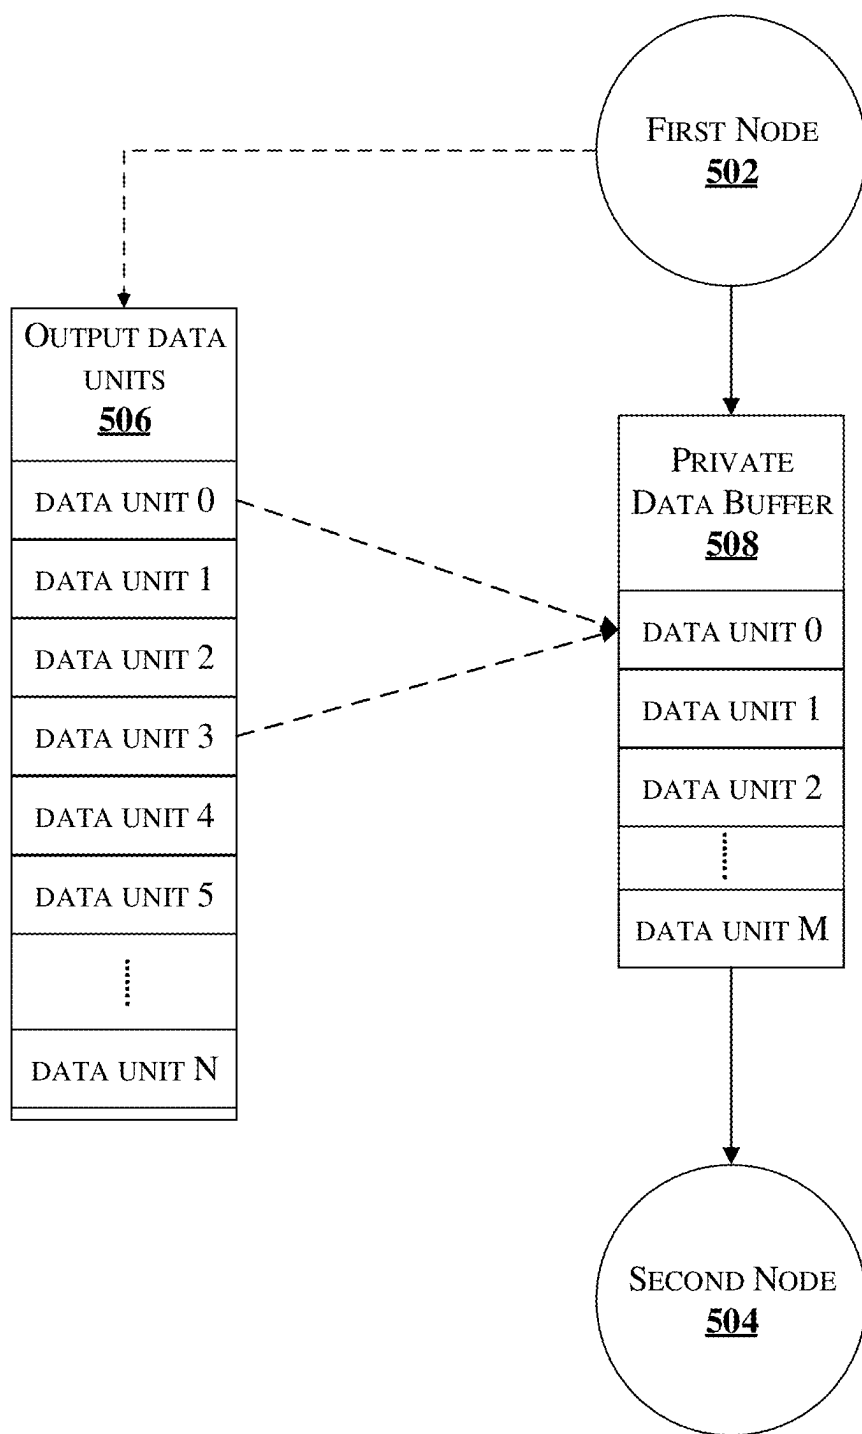 FIRST NODE
502
OUTPUT DATA
UNITS
506
DATA UNIT 0
DATA UNIT 1
DATA UNIT 2
DATA UNIT 3
DATA UNIT 4
DATA UNIT 5
DATA UNIT N
PRIVATE
DATA BUFFER
508
DATA UNIT 0
DATA UNIT 1
DATA UNIT 2
DATA UNIT M
SECOND NODE
504